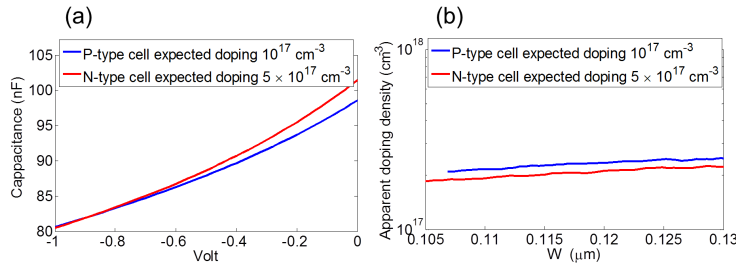 (a)
P-type cell expected doping 10^17 cm^-3
N-type cell expected doping 5 × 10^17 cm^-3
Cappacitance (nF)
105
100
95
90
85
80
-1
-0.8
-0.6
-0.4
-0.2
0
Volt
(b)
P-type cell expected doping 10^17 cm^-3
N-type cell expected doping 5 × 10^17 cm^-3
Apparent doping density (cm^3)
10^18
10^17
0.105
0.11
0.115
0.12
0.125
0.13
W (μm)